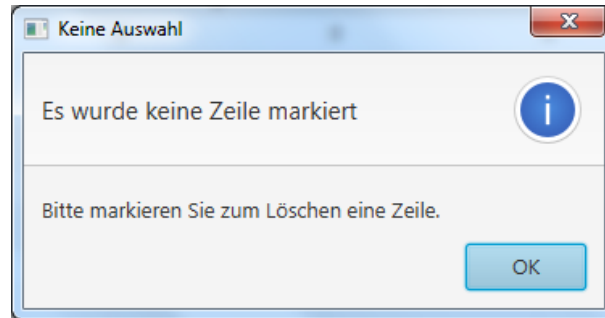 Keine Auswahl
Es wurde keine Zeile markiert
Bitte markieren Sie zum Löschen eine Zeile.
OK